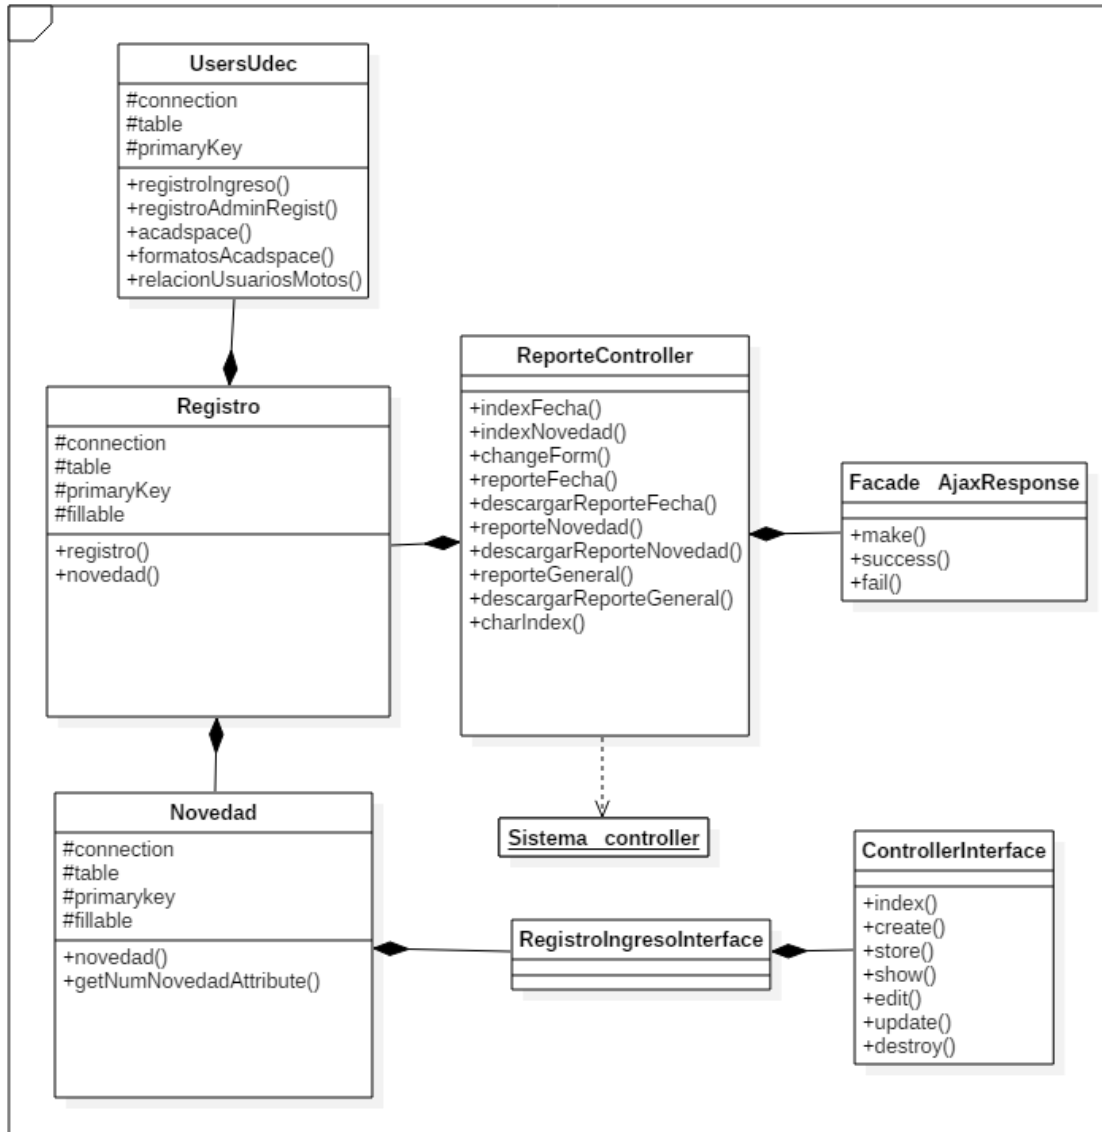 UsersUdec
#connection
#table
#primaryKey
+registroIngreso()
+registroAdminRegist()
+acadspace()
+formatosAcadspace()
+relacionUsuariosMotos()
Registro
#connection
#table
#primaryKey
#fillable
+registro()
+novedad()
ReporteController
+indexFecha()
+indexNovedad()
+changeForm()
+reporteFecha()
+descargarReporteFecha()
+reporteNovedad()
+descargarReporteNovedad()
+reporteGeneral()
+descargarReporteGeneral()
+charIndex()
Facade AjaxResponse
+make()
+success()
+fail()
Novedad
#connection
#table
#primarykey
#fillable
+novedad()
+getNumNovedadAttribute()
Sistema controller
RegistroIngresoInterface
ControllerInterface
+index()
+create()
+store()
+show()
+edit()
+update()
+destroy()